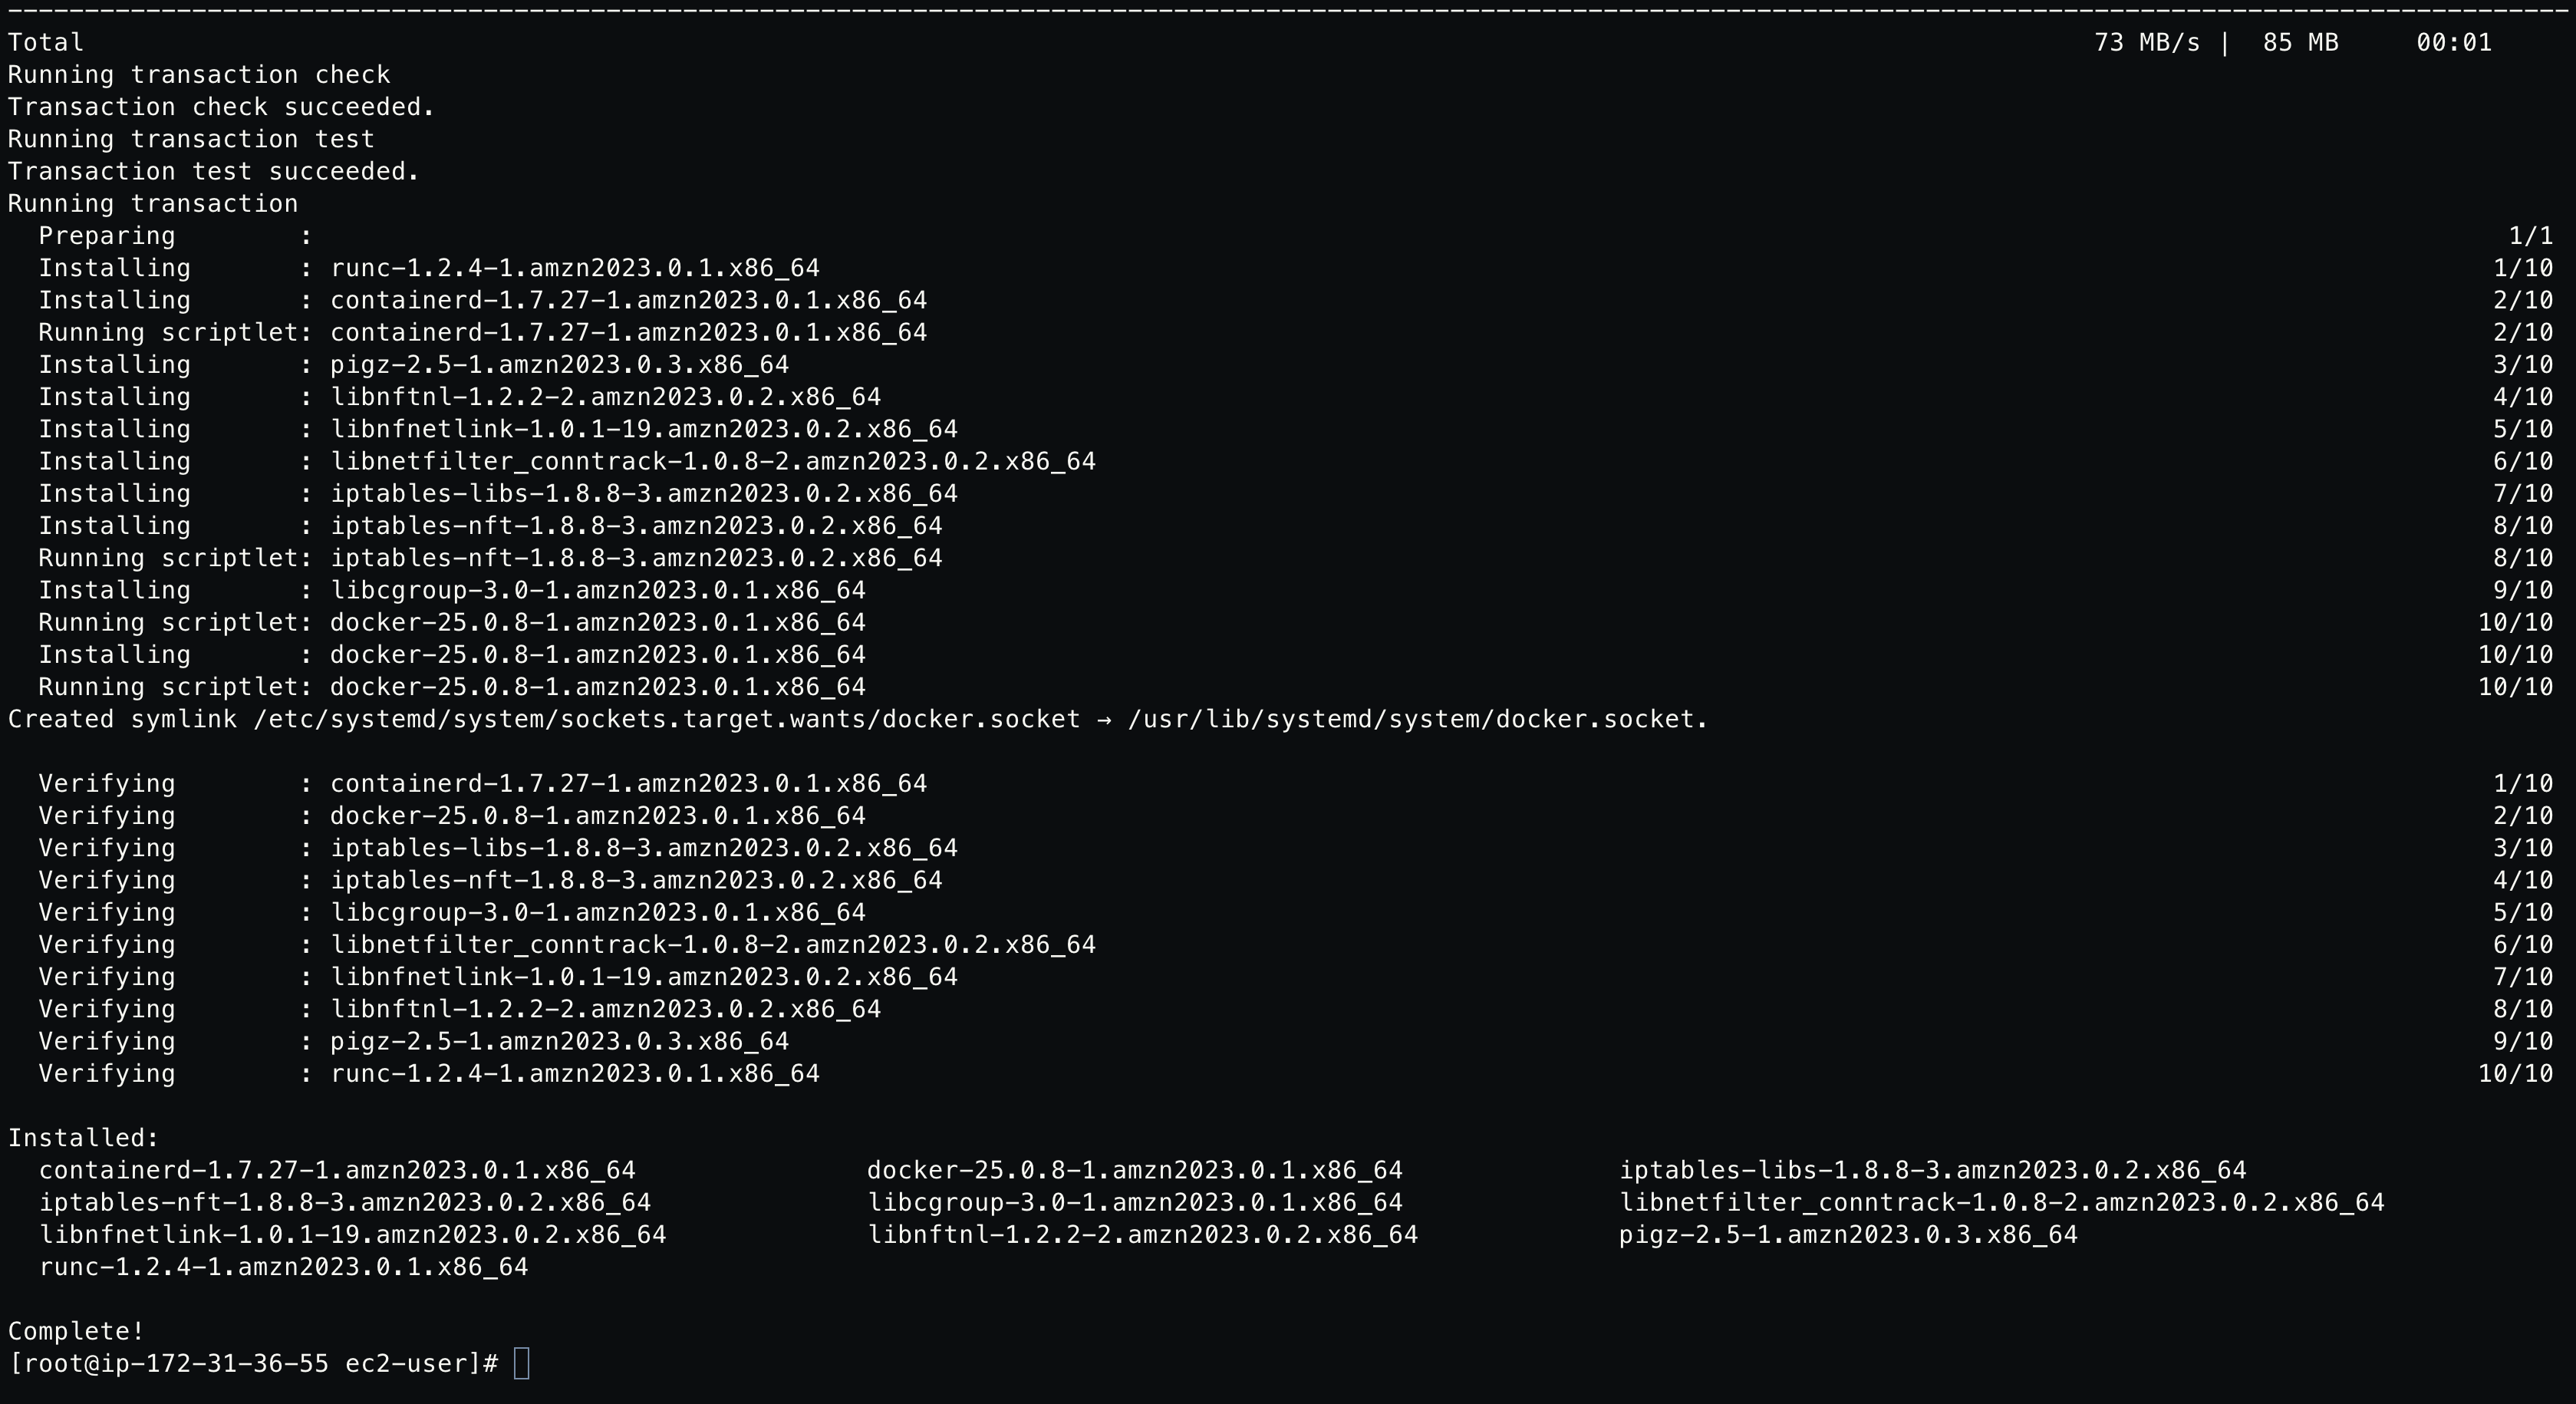 --------------------------------------------------------------------------------
Total 73 MB/s | 85 MB 00:01
Running transaction check
Transaction check succeeded.
Running transaction test
Transaction test succeeded.
Running transaction
  Preparing        : 1/1
  Installing       : runc-1.2.4-1.amzn2023.0.1.x86_64 1/10
  Installing       : containerd-1.7.27-1.amzn2023.0.1.x86_64 2/10
  Running scriptlet: containerd-1.7.27-1.amzn2023.0.1.x86_64 2/10
  Installing       : pigz-2.5-1.amzn2023.0.3.x86_64 3/10
  Installing       : libnftnl-1.2.2-2.amzn2023.0.2.x86_64 4/10
  Installing       : libnfnetlink-1.0.1-19.amzn2023.0.2.x86_64 5/10
  Installing       : libnetfilter_conntrack-1.0.8-2.amzn2023.0.2.x86_64 6/10
  Installing       : iptables-libs-1.8.8-3.amzn2023.0.2.x86_64 7/10
  Installing       : iptables-nft-1.8.8-3.amzn2023.0.2.x86_64 8/10
  Running scriptlet: iptables-nft-1.8.8-3.amzn2023.0.2.x86_64 8/10
  Installing       : libcgroup-3.0-1.amzn2023.0.1.x86_64 9/10
  Running scriptlet: docker-25.0.8-1.amzn2023.0.1.x86_64 10/10
  Installing       : docker-25.0.8-1.amzn2023.0.1.x86_64 10/10
  Running scriptlet: docker-25.0.8-1.amzn2023.0.1.x86_64 10/10
Created symlink /etc/systemd/system/sockets.target.wants/docker.socket → /usr/lib/systemd/system/docker.socket.

  Verifying        : containerd-1.7.27-1.amzn2023.0.1.x86_64 1/10
  Verifying        : docker-25.0.8-1.amzn2023.0.1.x86_64 2/10
  Verifying        : iptables-libs-1.8.8-3.amzn2023.0.2.x86_64 3/10
  Verifying        : iptables-nft-1.8.8-3.amzn2023.0.2.x86_64 4/10
  Verifying        : libcgroup-3.0-1.amzn2023.0.1.x86_64 5/10
  Verifying        : libnetfilter_conntrack-1.0.8-2.amzn2023.0.2.x86_64 6/10
  Verifying        : libnfnetlink-1.0.1-19.amzn2023.0.2.x86_64 7/10
  Verifying        : libnftnl-1.2.2-2.amzn2023.0.2.x86_64 8/10
  Verifying        : pigz-2.5-1.amzn2023.0.3.x86_64 9/10
  Verifying        : runc-1.2.4-1.amzn2023.0.1.x86_64 10/10

Installed:
  containerd-1.7.27-1.amzn2023.0.1.x86_64 docker-25.0.8-1.amzn2023.0.1.x86_64 iptables-libs-1.8.8-3.amzn2023.0.2.x86_64
  iptables-nft-1.8.8-3.amzn2023.0.2.x86_64 libcgroup-3.0-1.amzn2023.0.1.x86_64 libnetfilter_conntrack-1.0.8-2.amzn2023.0.2.x86_64
  libnfnetlink-1.0.1-19.amzn2023.0.2.x86_64 libnftnl-1.2.2-2.amzn2023.0.2.x86_64 pigz-2.5-1.amzn2023.0.3.x86_64
  runc-1.2.4-1.amzn2023.0.1.x86_64

Complete!
[root@ip-172-31-36-55 ec2-user]#